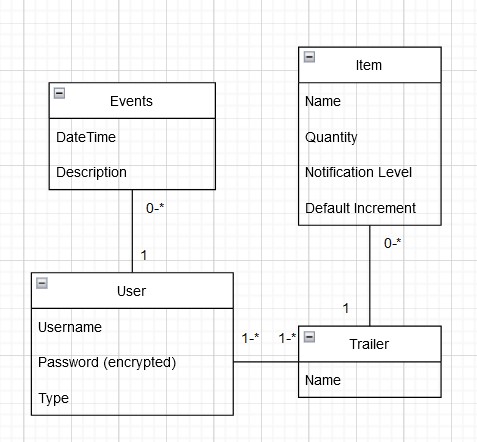 Events
DateTime
Description
0-*
1
User
Username
Password (encrypted)
Type
1-*
1-*
Item
Name
Quantity
Notification Level
Default Increment
0-*
1
Trailer
Name